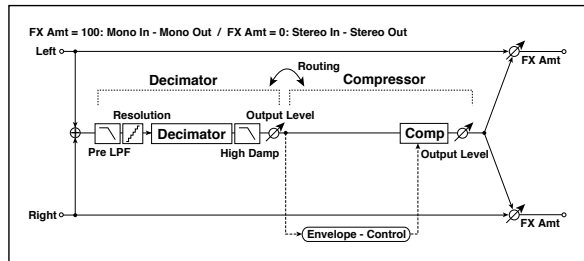 FX Amt = 100: Mono In - Mono Out / FX Amt = 0: Stereo In - Stereo Out
Left
FX Amt
Routing
Decimator
Compressor
Resolution
Output Level
Decimator
Comp
Pre LPF
High Damp
Output Level
Right
FX Amt
Envelope - Control